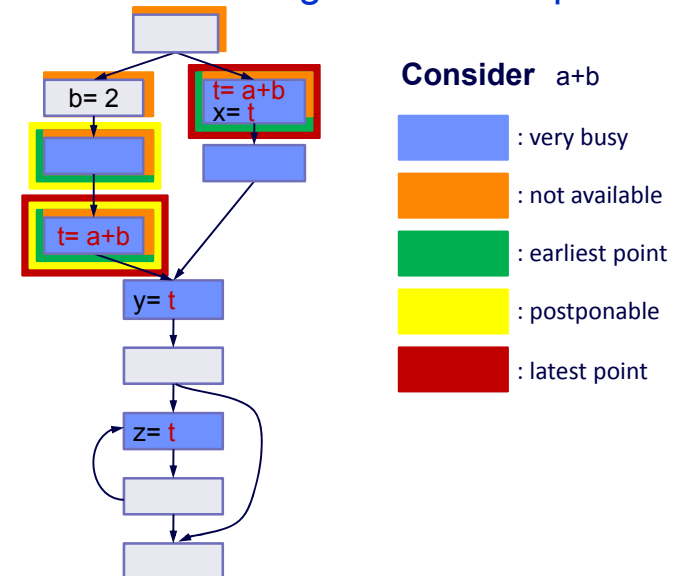 b= 2
t= a+b
x= t
t= a+b
y= t
z= t
Consider a+b
: very busy
: not available
: earliest point
: postponable
: latest point